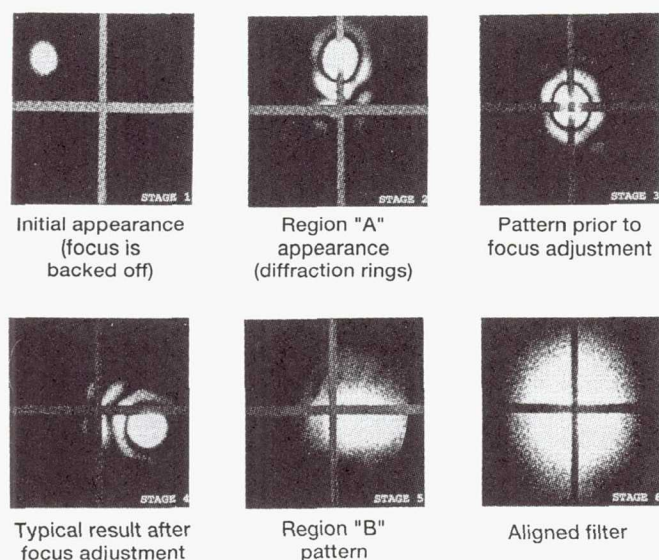 STAGE 1
STAGE 2
STAGE 3
Initial appearance
(focus is
backed off)
Region "A"
appearance
(diffraction rings)
Pattern prior to
focus adjustment
STAGE 4
STAGE 5
STAGE 6
Typical result after
focus adjustment
Region "B"
pattern
Aligned filter